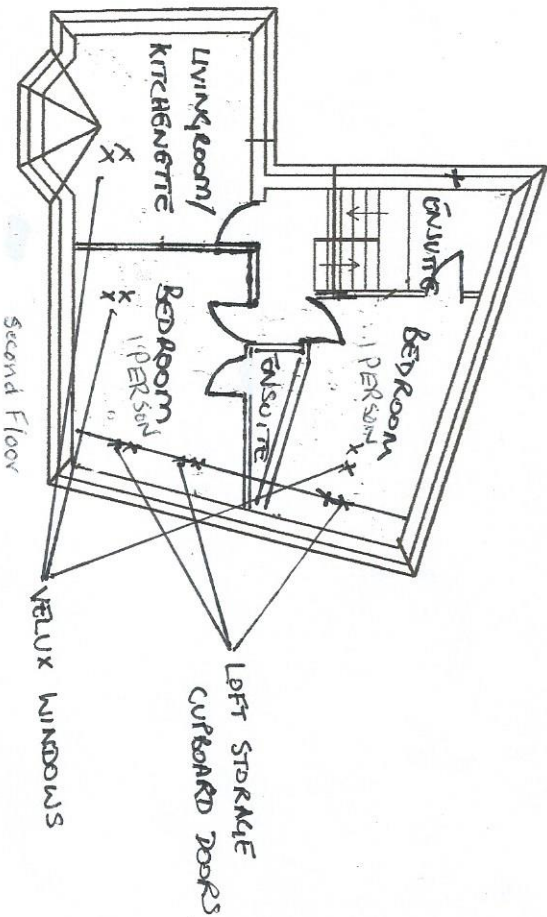 LIVINGROOM/
KITCHENETTE
ENSUITE
BEDROOM
1 PERSON
BEDROOM
1 PERSON
ENSUITE
LOFT STORAGE
CUPBOARD DOORS
VELUX WINDOWS
Second Floor